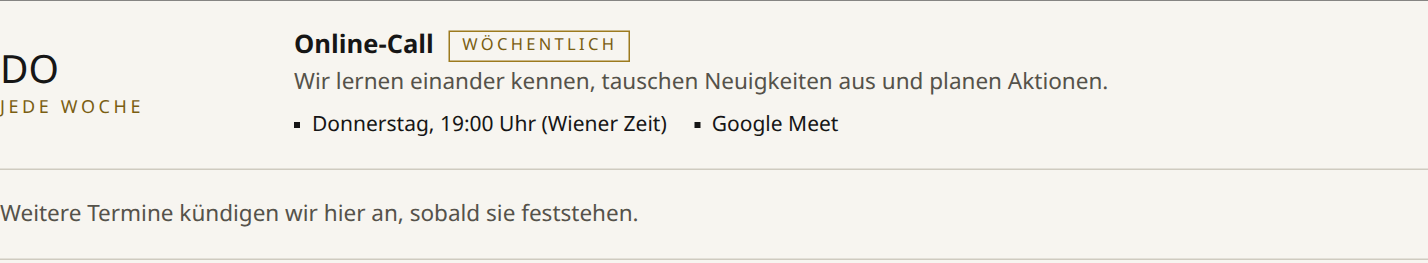 DO
JEDE WOCHE
Online-Call WÖCHENTLICH
Wir lernen einander kennen, tauschen Neuigkeiten aus und planen Aktionen.
▪ Donnerstag, 19:00 Uhr (Wiener Zeit) ▪ Google Meet
Weitere Termine kündigen wir hier an, sobald sie feststehen.